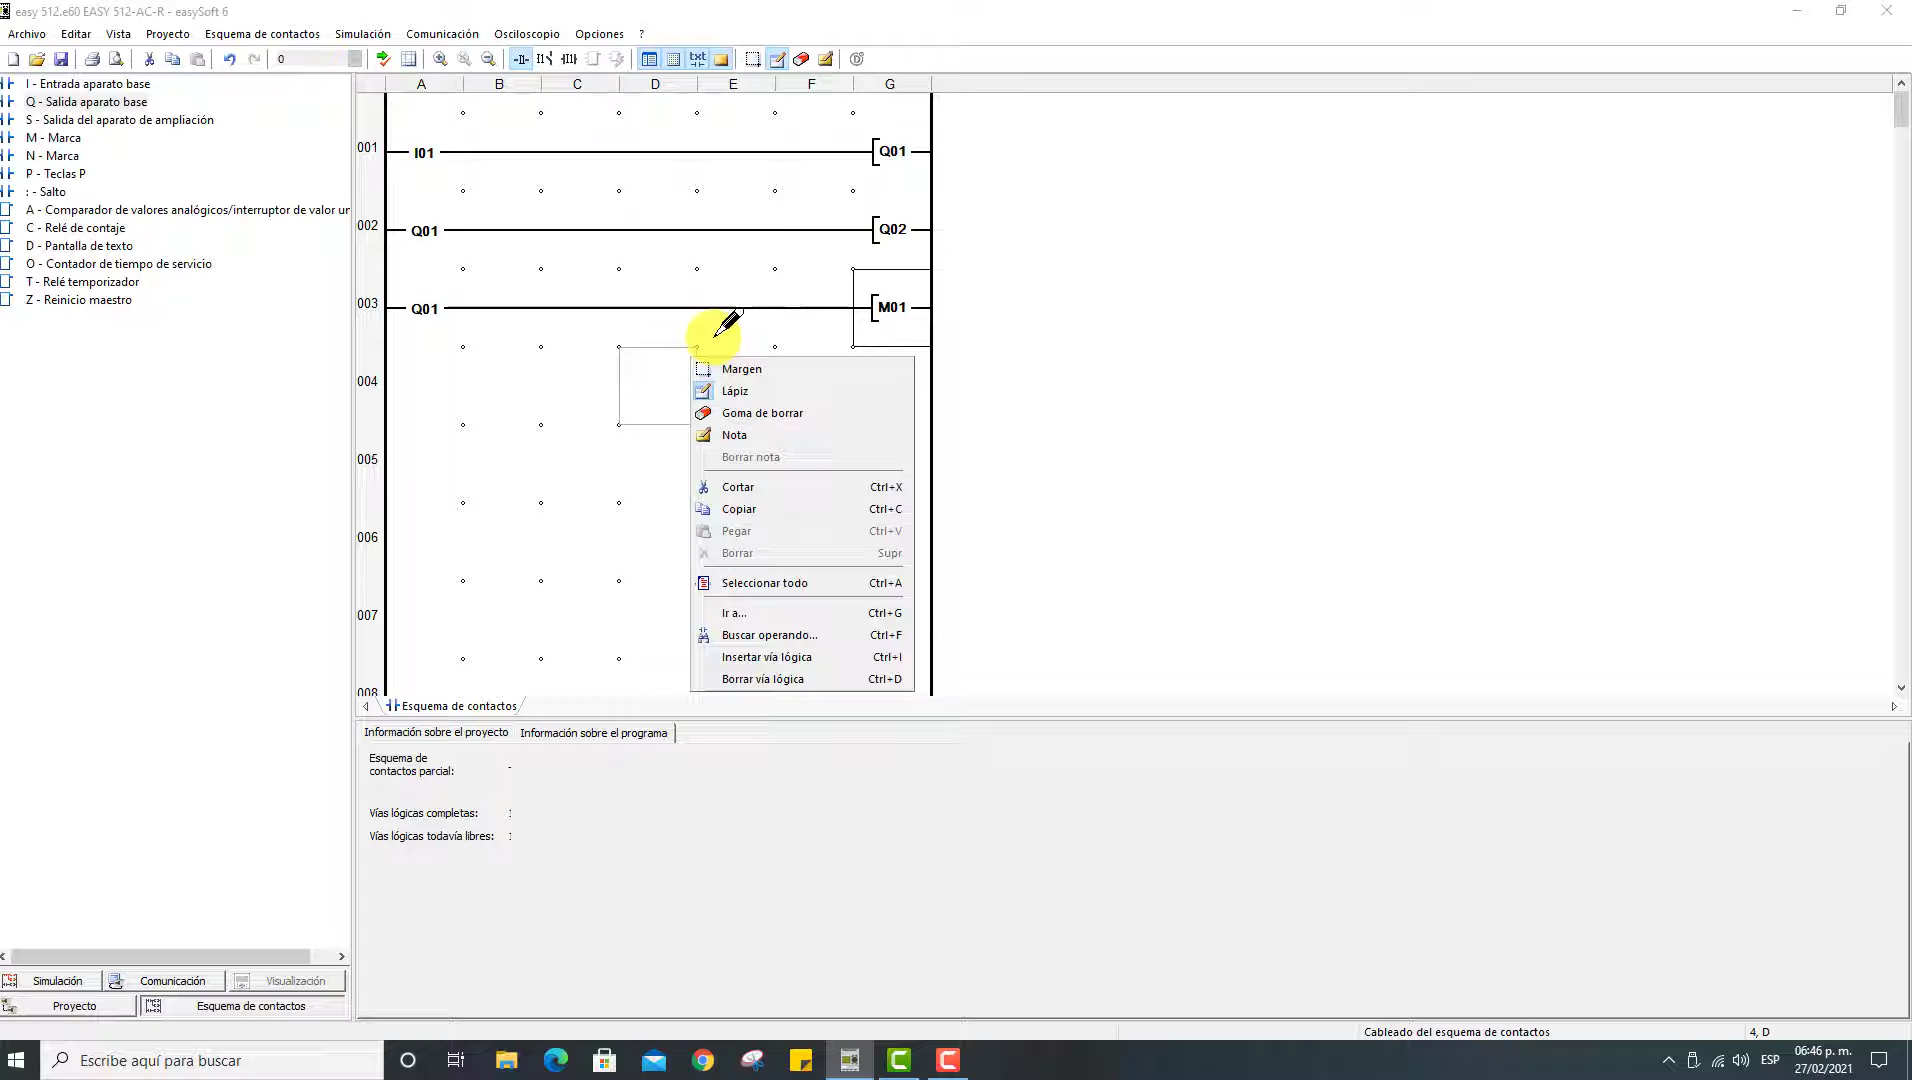 easy 512.e60 EASY 512-AC-R - easySoft 6
Archivo Editar Vista Proyecto Esquema de contactos Simulación Comunicación Osciloscopio Opciones ?
0
txt
I - Entrada aparato base
Q - Salida aparato base
S - Salida del aparato de ampliación
M - Marca
N - Marca
P - Teclas P
: - Salto
A - Comparador de valores analógicos/interruptor de valor
C - Relé de contaje
D - Pantalla de texto
O - Contador de tiempo de servicio
T - Relé temporizador
Z - Reinicio maestro
A B C D E F G
001 I01 Q01
002 Q01 Q02
003 Q01 M01
004
005
006
007
008
Margen
Lápiz
Goma de borrar
Nota
Borrar nota
Cortar Ctrl+X
Copiar Ctrl+C
Pegar Ctrl+V
Borrar Supr
Seleccionar todo Ctrl+A
Ir a... Ctrl+G
Buscar operando... Ctrl+F
Insertar vía lógica Ctrl+I
Borrar vía lógica Ctrl+D
Esquema de contactos
Información sobre el proyecto Información sobre el programa
Esquema de
contactos parcial: -
Vías lógicas completas:
Vías lógicas todavía libres:
Simulación Comunicación Visualización
Proyecto Esquema de contactos
Cableado del esquema de contactos 4, D
Escribe aquí para buscar
ESP
06:46 p. m.
27/02/2021